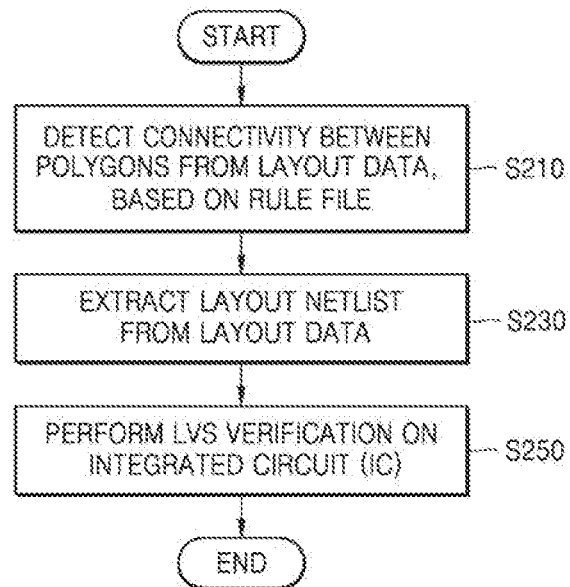 START
DETECT CONNECTIVITY BETWEEN
POLYGONS FROM LAYOUT DATA,
BASED ON RULE FILE
S210
EXTRACT LAYOUT NETLIST
FROM LAYOUT DATA
S230
PERFORM LVS VERIFICATION ON
INTEGRATED CIRCUIT (IC)
S250
END